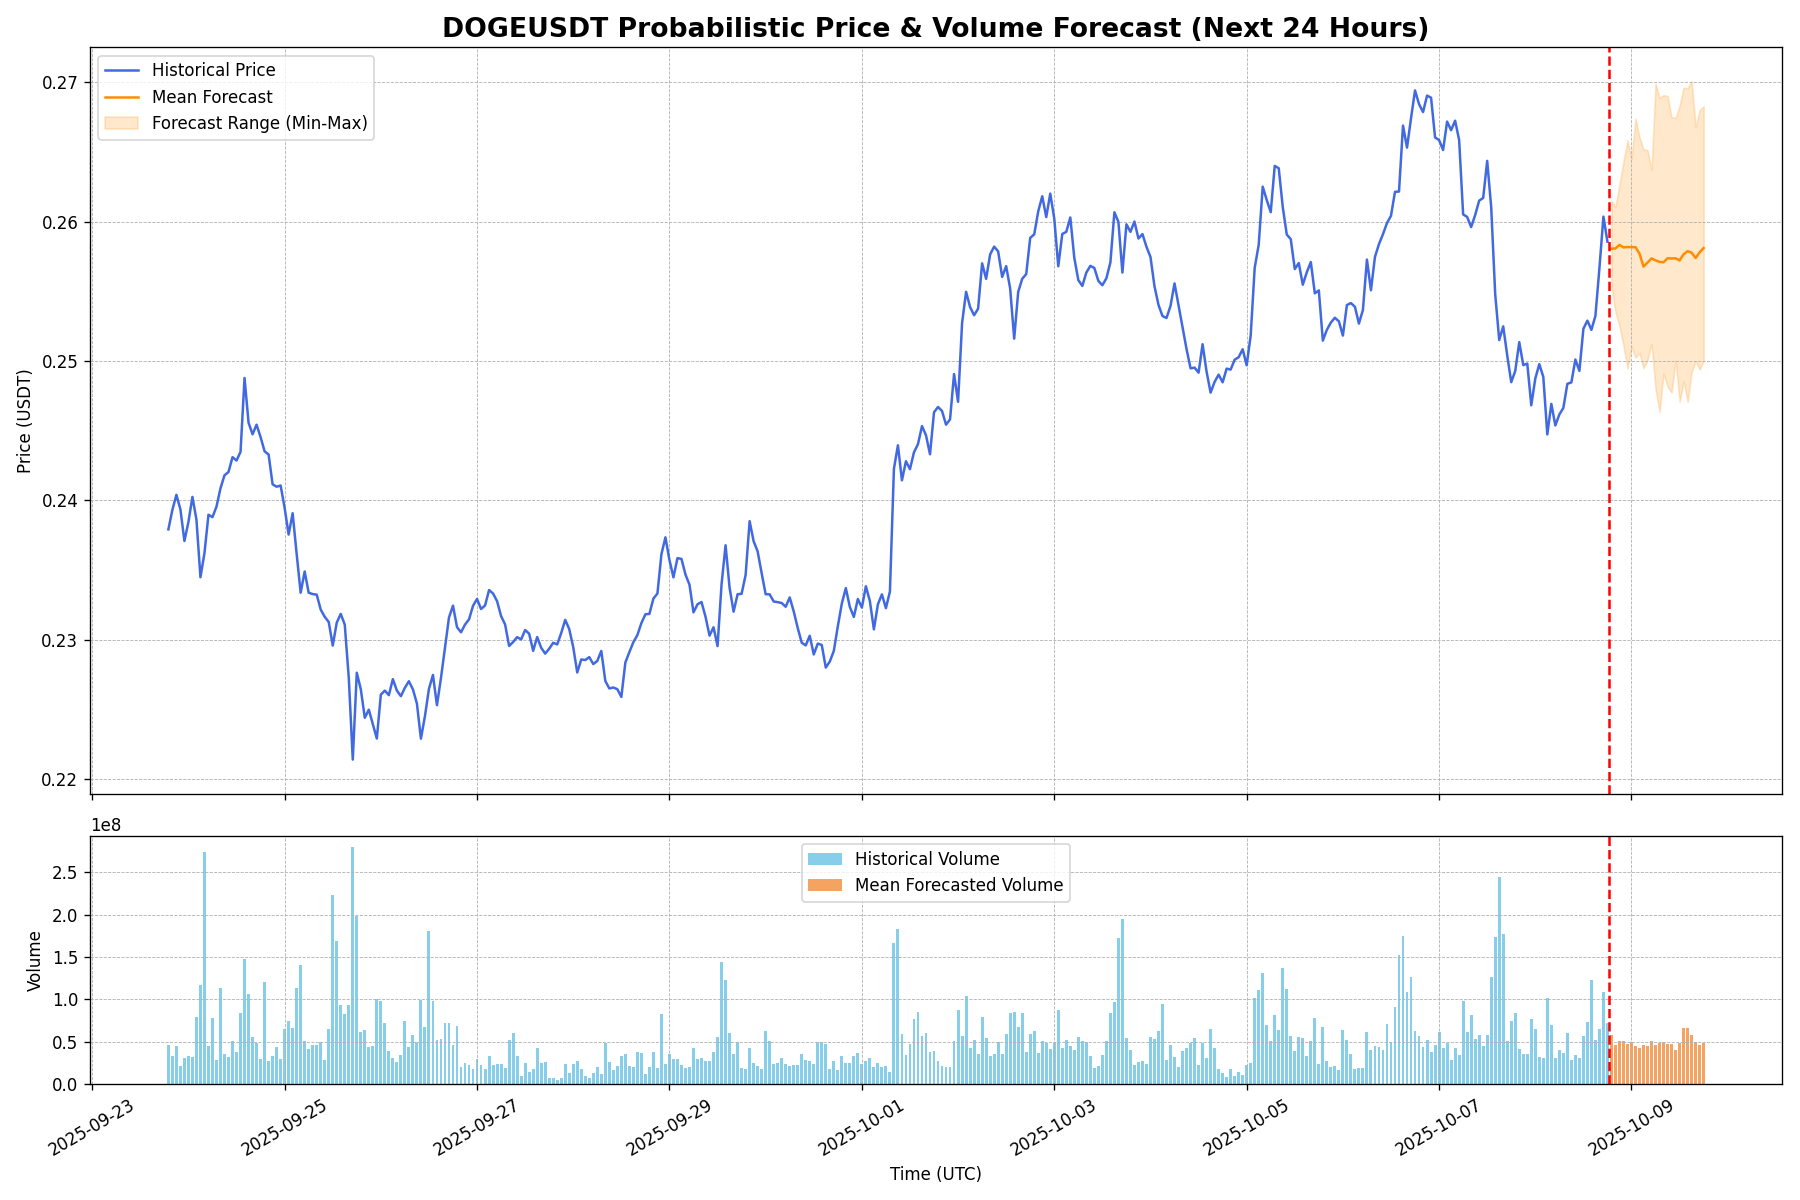 DOGEUSDT Probabilistic Price & Volume Forecast (Next 24 Hours)
Historical Price
Mean Forecast
Forecast Range (Min-Max)
0.27
0.26
0.25
0.24
0.23
0.22
Price (USDT)
1e8
Historical Volume
Mean Forecasted Volume
2.5
2.0
1.5
1.0
0.5
0.0
Volume
2025-09-23
2025-09-25
2025-09-27
2025-09-29
2025-10-01
2025-10-03
2025-10-05
2025-10-07
2025-10-09
Time (UTC)